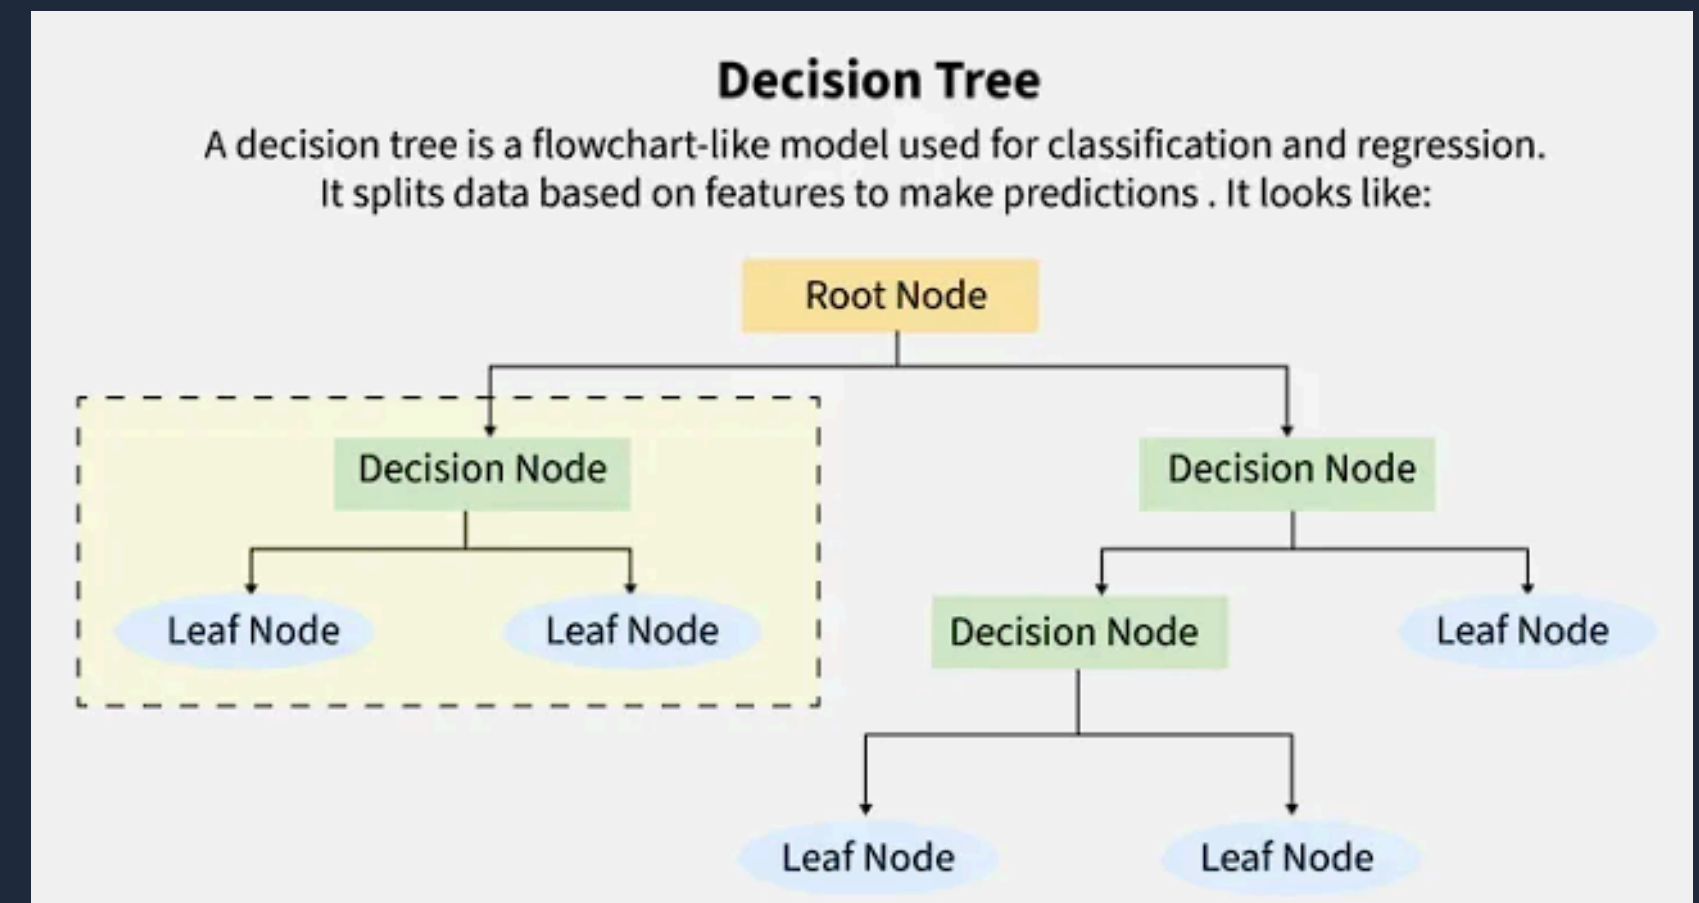 Decision Tree
A decision tree is a flowchart-like model used for classification and regression.
It splits data based on features to make predictions . It looks like:
Root Node
Decision Node
Decision Node
Leaf Node
Leaf Node
Decision Node
Leaf Node
Leaf Node
Leaf Node